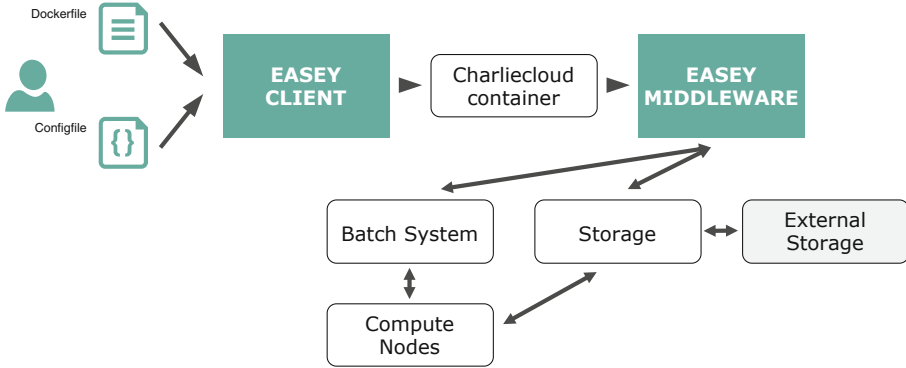 Dockerfile
Configfile
{}
EASEY
CLIENT
Charliecloud
container
EASEY
MIDDLEWARE
Batch System
Storage
External
Storage
Compute
Nodes